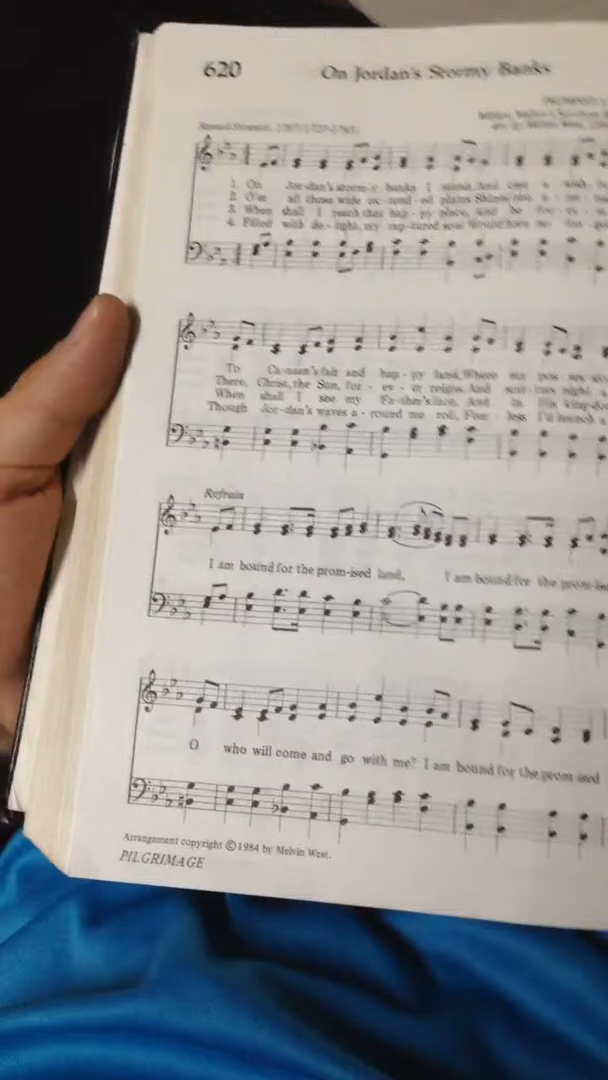 620
On Jordan's Stormy Banks
1. On Jor-dan's storm-y banks I stand, And cast a wish
2. O'er all those wide ex-tend-ed plains Shines one
3. When shall I reach that hap-py place, and be for-ev
4. Filled with de-light, my rap-tured soul Would here no lon
To Ca-naan's fair and hap-py land, Where my pos-ses-sio
There, Christ, the Sun, for-ev-er reigns, And scat-ters night a
When shall I see my Fa-ther's face, And in His king-do
Though Jor-dan's waves a-round me roll, Fear-less I'd launch a
Refrain
I am bound for the prom-ised land, I am bound for the prom-is
O who will come and go with me? I am bound for the prom-ised
Arrangement copyright ©1984 by Melvin West.
PILGRIMAGE